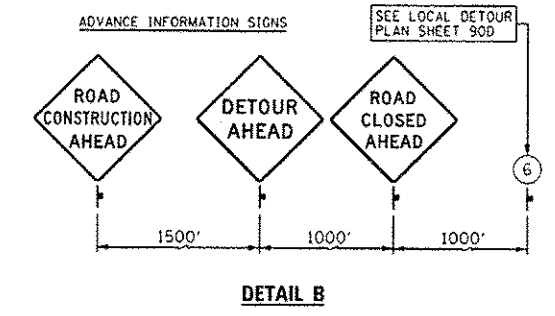 ADVANCE INFORMATION SIGNS
SEE LOCAL DETOUR
PLAN SHEET 90D
ROAD
CONSTRUCTION
AHEAD
DETOUR
AHEAD
ROAD
CLOSED
AHEAD
6
1500'
1000'
1000'
DETAIL B